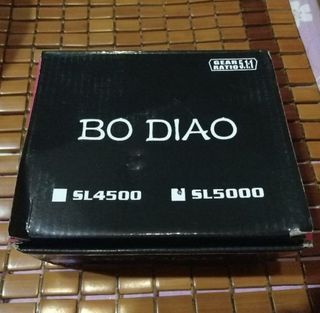 GEAR
RATIO 5.1:1
BO DIAO
SL4500
SL5000